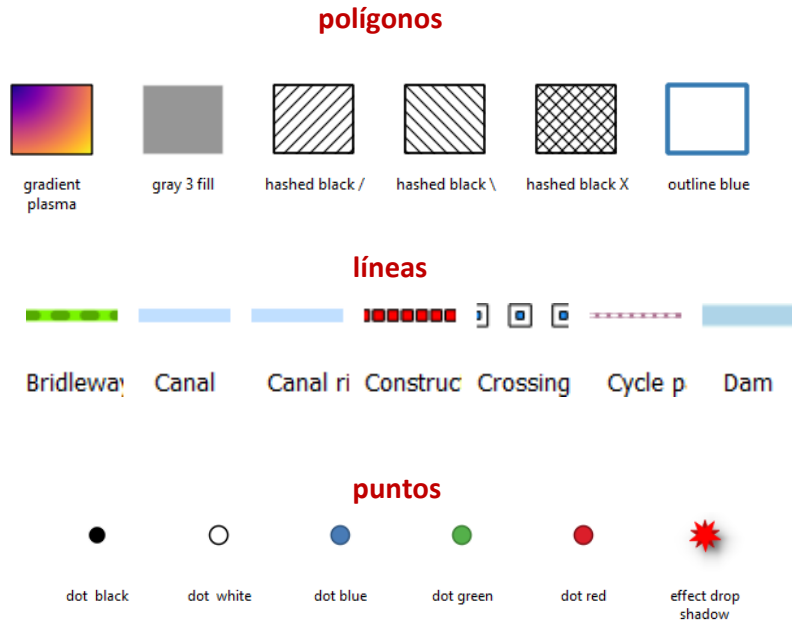 polígonos
gradient plasma
gray 3 fill
hashed black /
hashed black \
hashed black X
outline blue
líneas
Bridleway
Canal
Canal ri
Construc
Crossing
Cycle p
Dam
puntos
dot black
dot white
dot blue
dot green
dot red
effect drop shadow